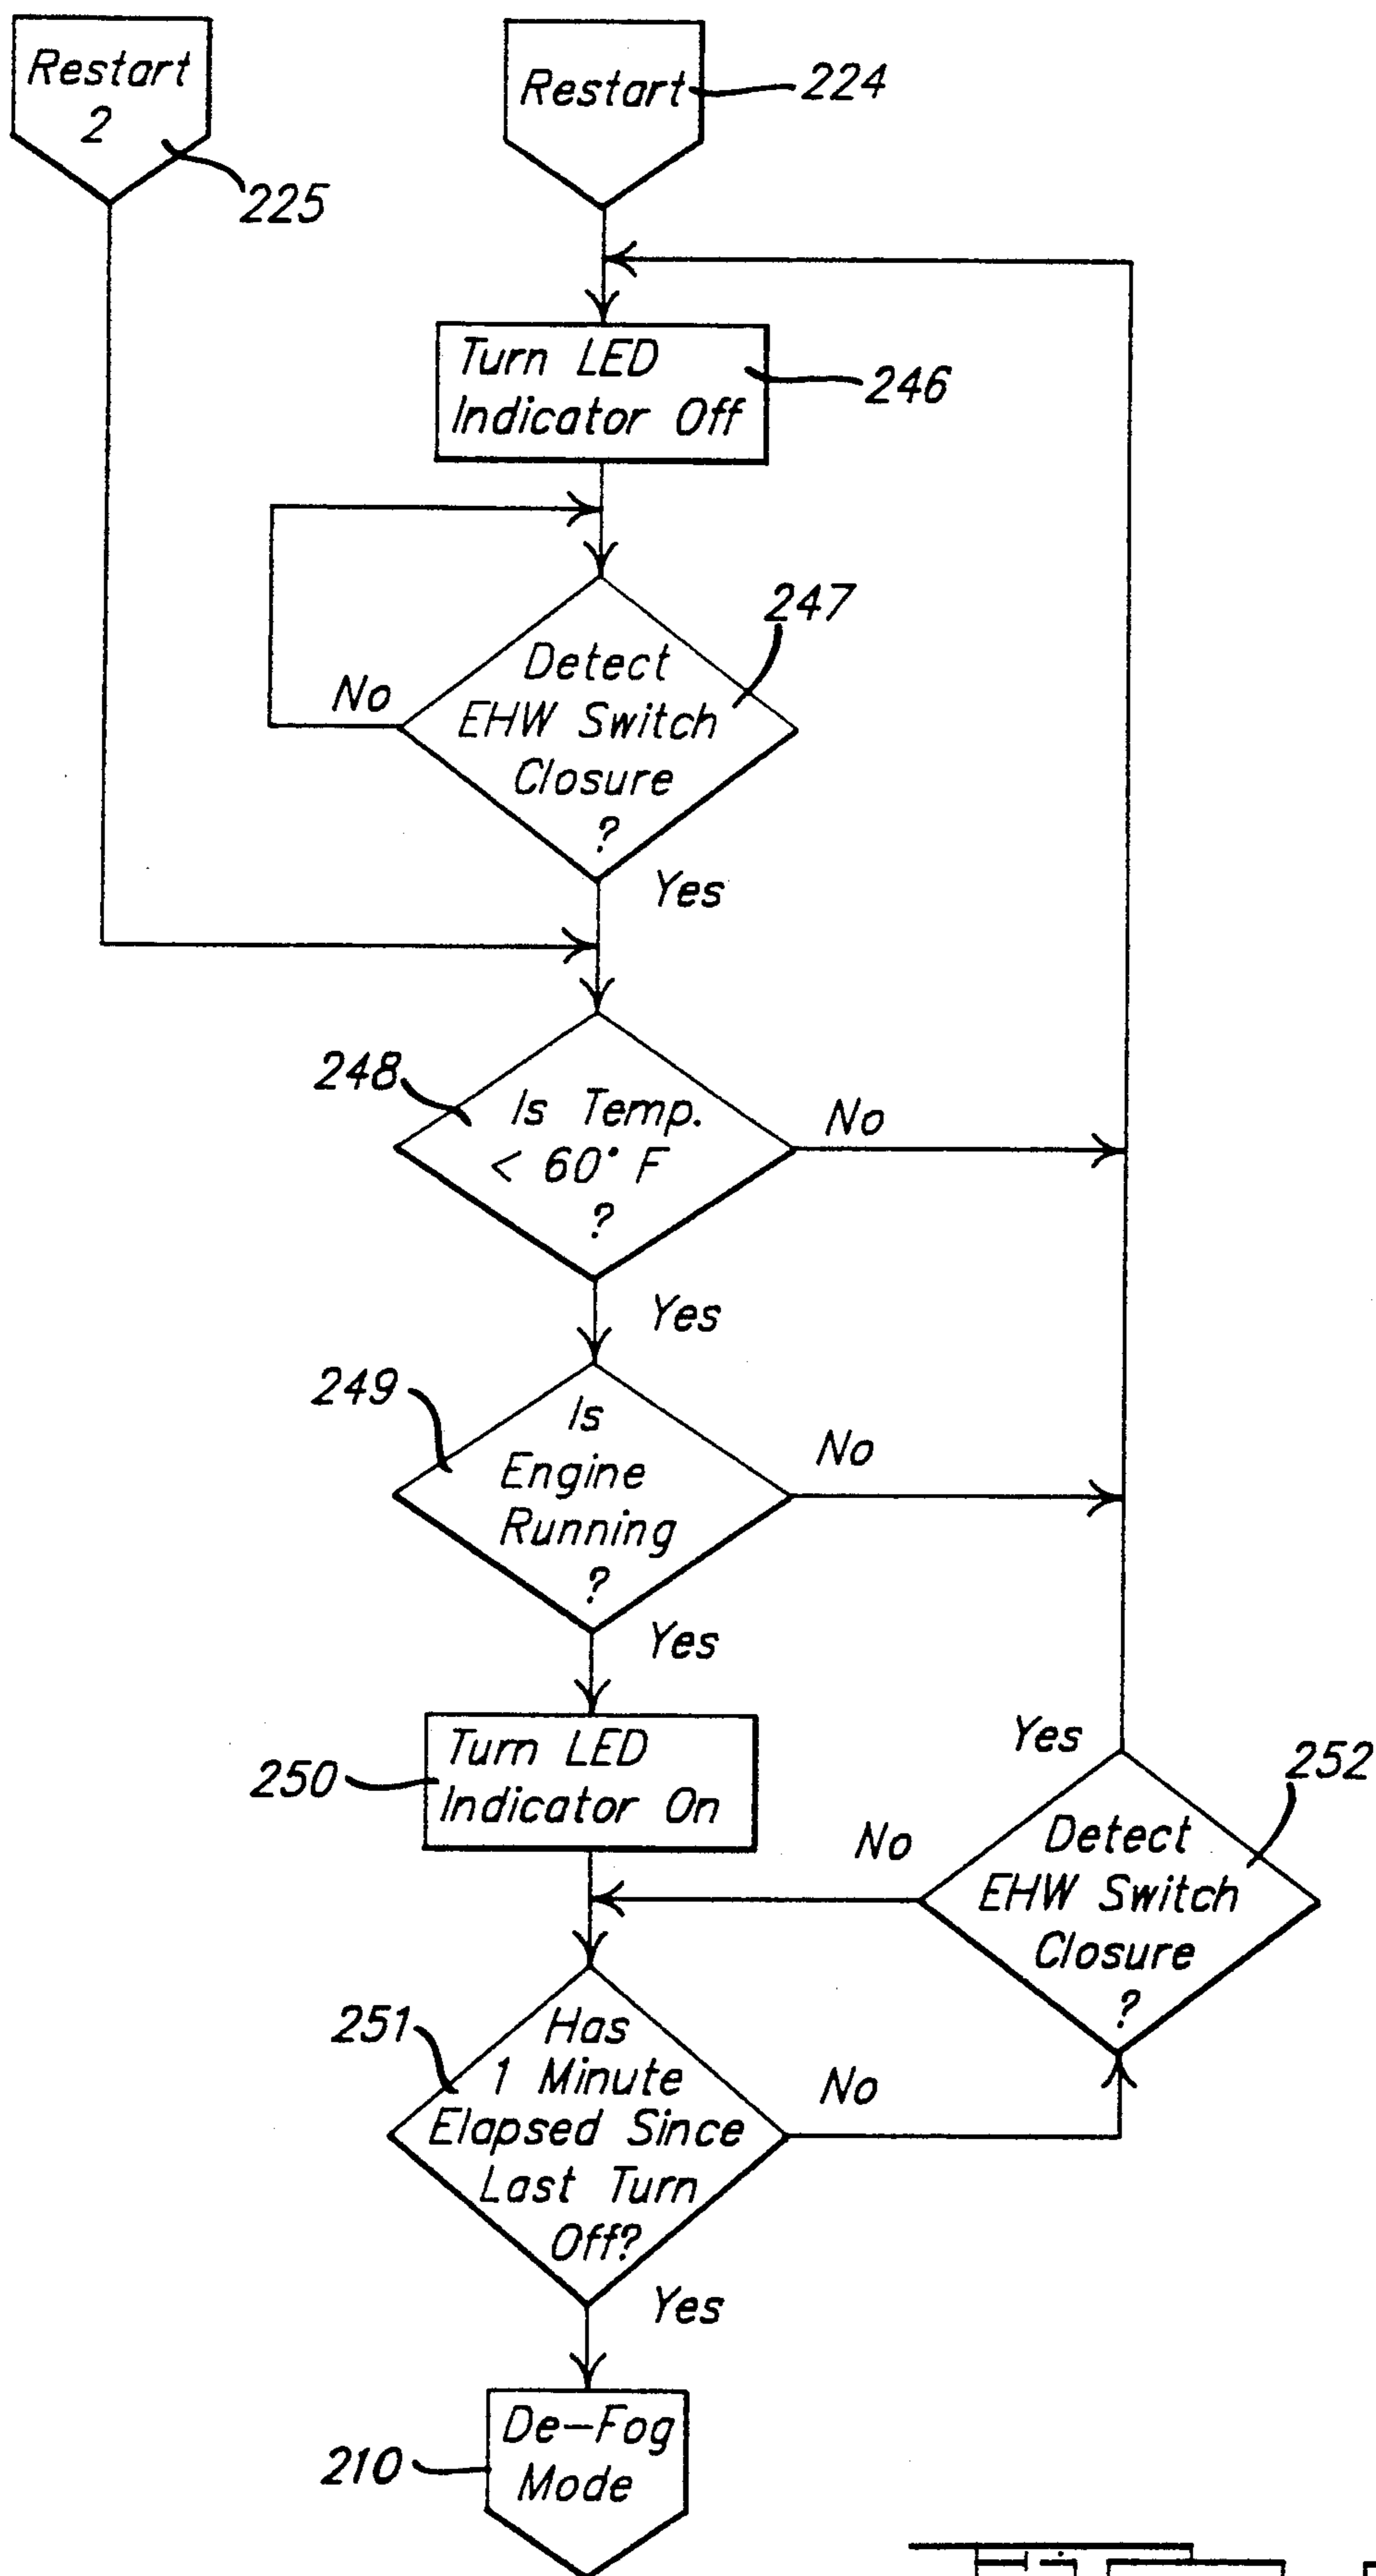 Restart
2
225
Restart
224
Turn LED
Indicator Off
246
247
Detect
EHW Switch
Closure
?
No
Yes
248
Is Temp.
< 60° F
?
No
Yes
249
Is
Engine
Running
?
No
Yes
250
Turn LED
Indicator On
Yes
252
Detect
EHW Switch
Closure
?
No
251
Has
1 Minute
Elapsed Since
Last Turn
Off?
No
Yes
De-Fog
Mode
210